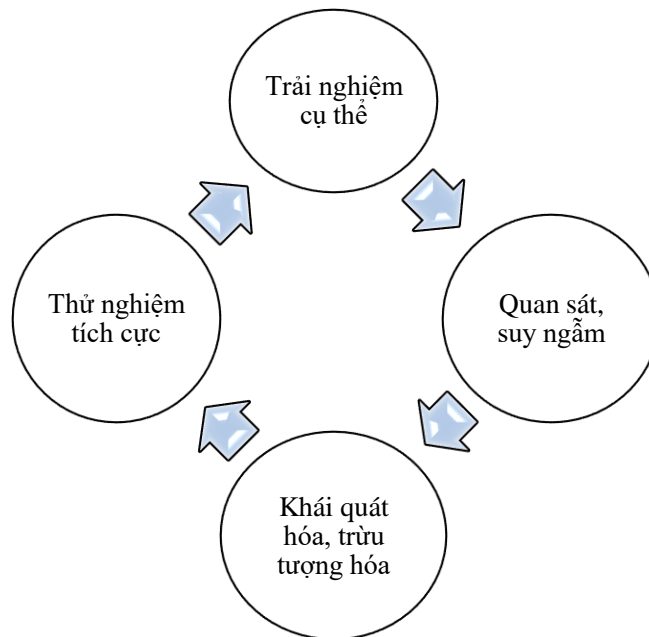 Trải nghiệm
cụ thể
Thử nghiệm
tích cực
Quan sát,
suy ngẫm
Khái quát
hóa, trừu
tượng hóa